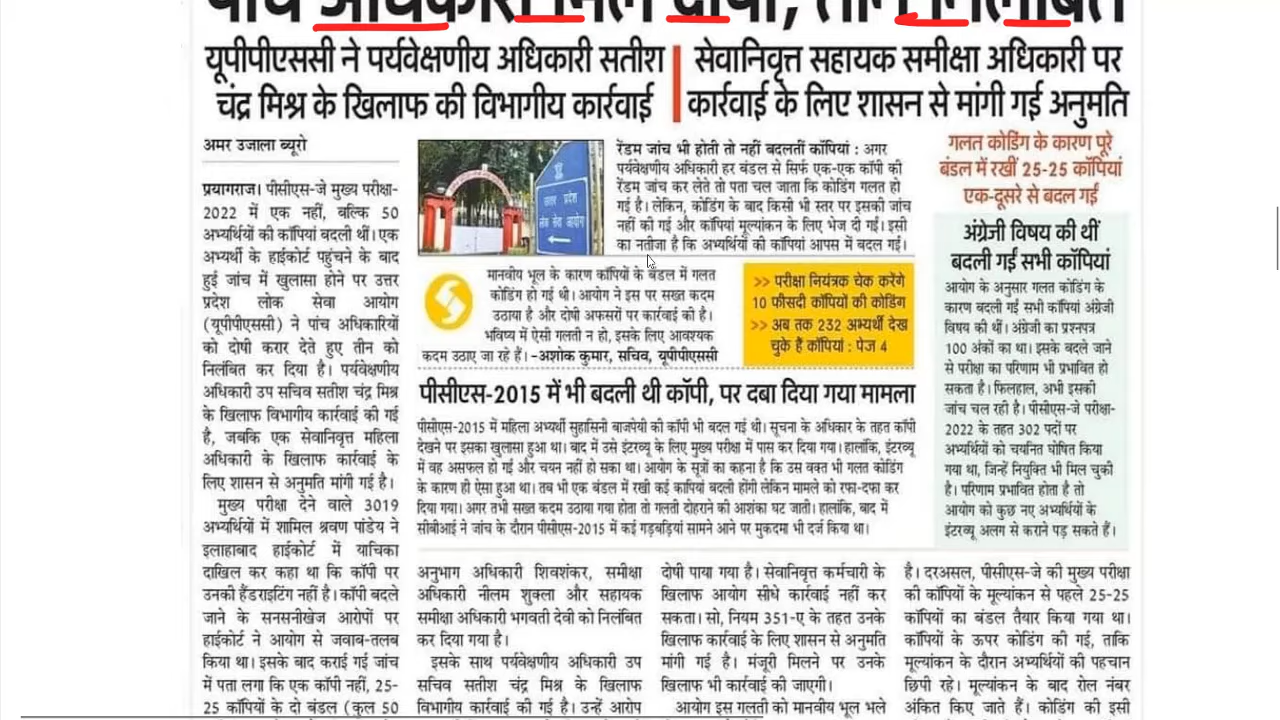 पांच अधिकारी मिले दोषी, तीन निलंबित
यूपीपीएससी ने पर्यवेक्षणीय अधिकारी सतीश
चंद्र मिश्र के खिलाफ की विभागीय कार्रवाई
सेवानिवृत्त सहायक समीक्षा अधिकारी पर
कार्रवाई के लिए शासन से मांगी गई अनुमति
अमर उजाला ब्यूरो
प्रयागराज। पीसीएस-जे मुख्य परीक्षा-
2022 में एक नहीं, बल्कि 50
अभ्यर्थियों की कॉपियां बदली थीं। एक
अभ्यर्थी के हाईकोर्ट पहुंचने के बाद
हुई जांच में खुलासा होने पर उत्तर
प्रदेश लोक सेवा आयोग
(यूपीपीएससी) ने पांच अधिकारियों
को दोषी करार देते हुए तीन को
निलंबित कर दिया है। पर्यवेक्षणीय
अधिकारी उप सचिव सतीश चंद्र मिश्र
के खिलाफ विभागीय कार्रवाई की गई
है, जबकि एक सेवानिवृत्त महिला
अधिकारी के खिलाफ कार्रवाई के
लिए शासन से अनुमति मांगी गई है।
मुख्य परीक्षा देने वाले 3019
अभ्यर्थियों में शामिल श्रवण पांडेय ने
इलाहाबाद हाईकोर्ट में याचिका
दाखिल कर कहा था कि कॉपी पर
उनकी हैंडराइटिंग नहीं है। कॉपी बदले
जाने के सनसनीखेज आरोपों पर
हाईकोर्ट ने आयोग से जवाब-तलब
किया था। इसके बाद कराई गई जांच
में पता लगा कि एक कॉपी नहीं, 25-
25 कॉपियों के दो बंडल (कुल 50
उत्तर प्रदेश
लोक सेवा आयोग
रेंडम जांच भी होती तो नहीं बदलतीं कॉपियां : अगर
पर्यवेक्षणीय अधिकारी हर बंडल से सिर्फ एक-एक कॉपी की
रेंडम जांच कर लेते तो पता चल जाता कि कोडिंग गलत हो
गई है। लेकिन, कोडिंग के बाद किसी भी स्तर पर इसकी जांच
नहीं की गई और कॉपियां मूल्यांकन के लिए भेज दी गईं। इसी
का नतीजा है कि अभ्यर्थियों की कॉपियां आपस में बदल गईं।
मानवीय भूल के कारण कॉपियों के बंडल में गलत
कोडिंग हो गई थी। आयोग ने इस पर सख्त कदम
उठाया है और दोषी अफसरों पर कार्रवाई की है।
भविष्य में ऐसी गलती न हो, इसके लिए आवश्यक
कदम उठाए जा रहे हैं। -अशोक कुमार, सचिव, यूपीपीएससी
>> परीक्षा नियंत्रक चेक करेंगे
10 फीसदी कॉपियों की कोडिंग
>> अब तक 232 अभ्यर्थी देख
चुके हैं कॉपियां : पेज 4
पीसीएस-2015 में भी बदली थी कॉपी, पर दबा दिया गया मामला
पीसीएस-2015 में महिला अभ्यर्थी सुहासिनी बाजपेयी की कॉपी भी बदल गई थी। सूचना के अधिकार के तहत कॉपी
देखने पर इसका खुलासा हुआ था। बाद में उसे इंटरव्यू के लिए मुख्य परीक्षा में पास कर दिया गया। हालांकि, इंटरव्यू
में वह असफल हो गई और चयन नहीं हो सका था। आयोग के सूत्रों का कहना है कि उस वक्त भी गलत कोडिंग
के कारण ही ऐसा हुआ था। तब भी एक बंडल में रखी कई कापियां बदली होंगी लेकिन मामले को रफा-दफा कर
दिया गया। अगर तभी सख्त कदम उठाया गया होता तो गलती दोहराने की आशंका घट जाती। हालांकि, बाद में
सीबीआई ने जांच के दौरान पीसीएस-2015 में कई गड़बड़ियां सामने आने पर मुकदमा भी दर्ज किया था।
गलत कोडिंग के कारण पूरे
बंडल में रखीं 25-25 कॉपियां
एक-दूसरे से बदल गईं
अंग्रेजी विषय की थीं
बदली गईं सभी कॉपियां
आयोग के अनुसार गलत कोडिंग के
कारण बदली गईं सभी कॉपियां अंग्रेजी
विषय की थीं। अंग्रेजी का प्रश्नपत्र
100 अंकों का था। इसके बदले जाने
से परीक्षा का परिणाम भी प्रभावित हो
सकता है। फिलहाल, अभी इसकी
जांच चल रही है। पीसीएस-जे परीक्षा-
2022 के तहत 302 पदों पर
अभ्यर्थियों को चयनित घोषित किया
गया था, जिन्हें नियुक्ति भी मिल चुकी
है। परिणाम प्रभावित होता है तो
आयोग को कुछ नए अभ्यर्थियों के
इंटरव्यू अलग से कराने पड़ सकते हैं।
अनुभाग अधिकारी शिवशंकर, समीक्षा
अधिकारी नीलम शुक्ला और सहायक
समीक्षा अधिकारी भगवती देवी को निलंबित
कर दिया गया है।
इसके साथ पर्यवेक्षणीय अधिकारी उप
सचिव सतीश चंद्र मिश्र के खिलाफ
विभागीय कार्रवाई की गई है। उन्हें आरोप
दोषी पाया गया है। सेवानिवृत्त कर्मचारी के
खिलाफ आयोग सीधे कार्रवाई नहीं कर
सकता। सो, नियम 351-ए के तहत उनके
खिलाफ कार्रवाई के लिए शासन से अनुमति
मांगी गई है। मंजूरी मिलने पर उनके
खिलाफ भी कार्रवाई की जाएगी।
आयोग इस गलती को मानवीय भूल भले
है। दरअसल, पीसीएस-जे की मुख्य परीक्षा
की कॉपियों के मूल्यांकन से पहले 25-25
कॉपियों का बंडल तैयार किया गया था।
कॉपियों के ऊपर कोडिंग की गई, ताकि
मूल्यांकन के दौरान अभ्यर्थियों की पहचान
छिपी रहे। मूल्यांकन के बाद रोल नंबर
अंकित किए जाते हैं। कोडिंग की इसी